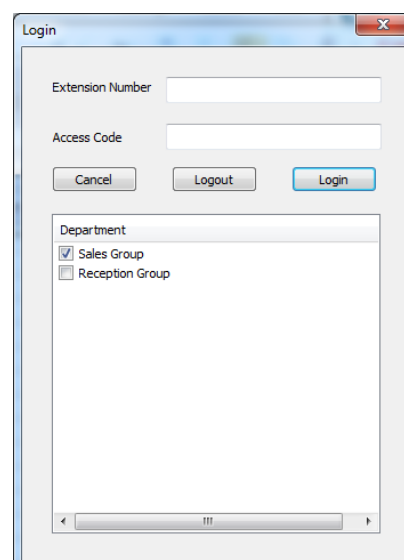 Login
Extension Number
Access Code
Cancel Logout Login
Department
Sales Group
Reception Group